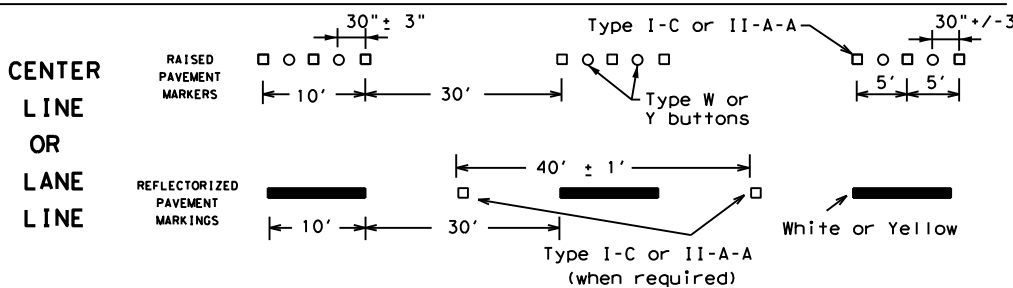 CENTER
LINE
OR
LANE
LINE
RAISED
PAVEMENT
MARKERS
30"± 3"
10'
30'
Type I-C or II-A-A
30"+/-3
Type W or
Y buttons
5'
5'
REFLECTORIZED
PAVEMENT
MARKINGS
40' ± 1'
10'
30'
Type I-C or II-A-A
(when required)
White or Yellow